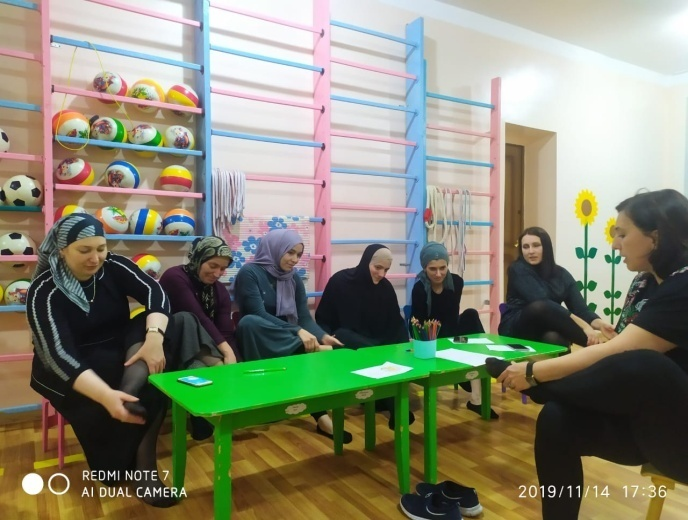 REDMI NOTE 7
AI DUAL CAMERA
2019/11/14 17:36